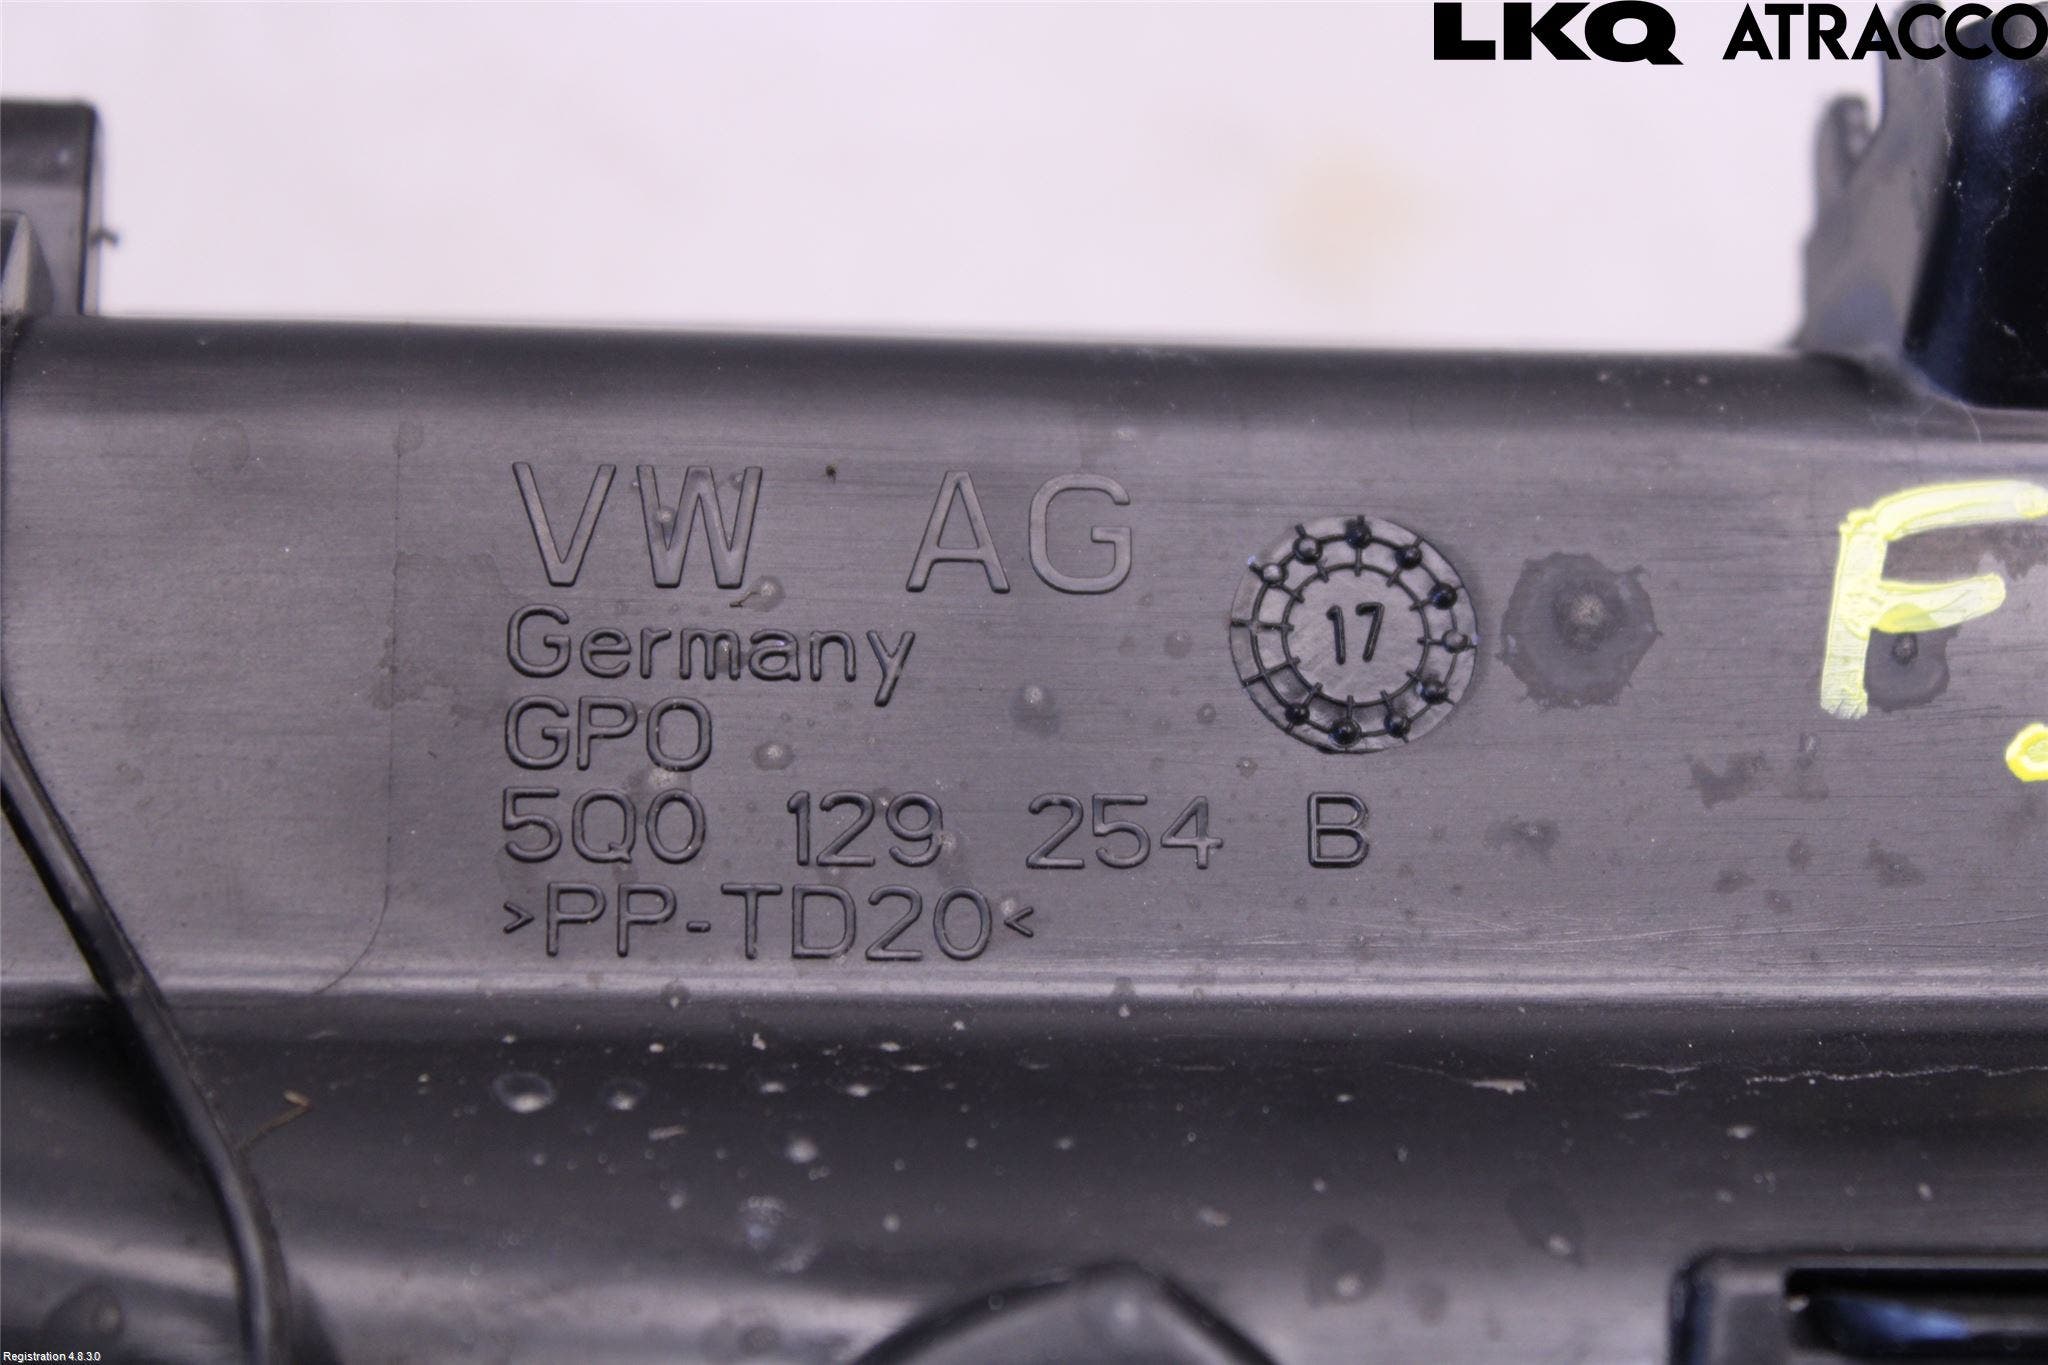 LKQ ATRACCO
VW AG
Germany
GPO
5Q0 129 254 B
>PP-TD20<
17
F.
Registration 4.8.3.0